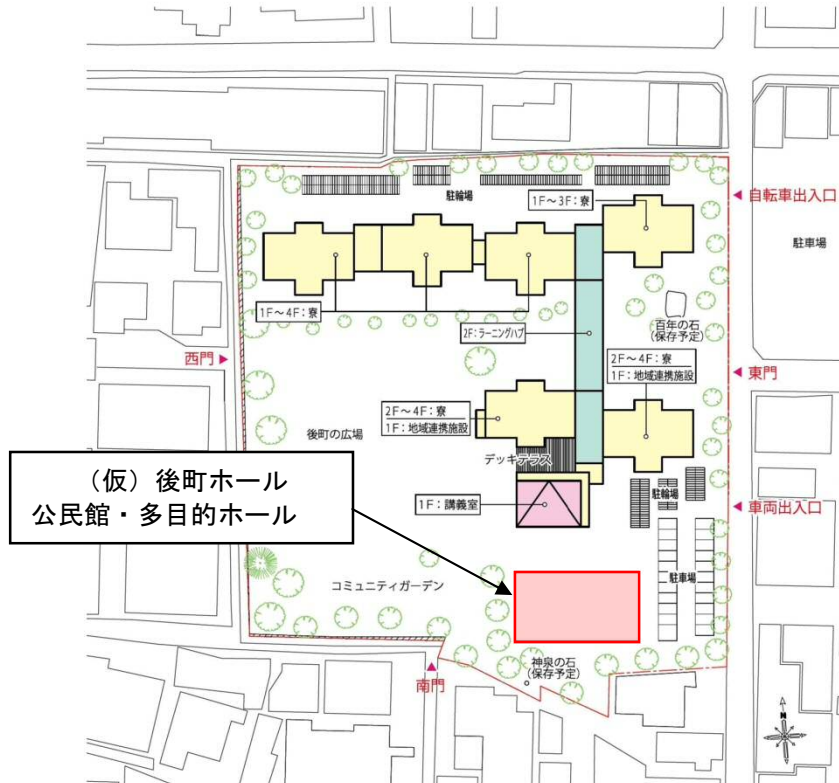 駐輪場
1F～3F：寮
自転車出入口
駐車場
1F～4F：寮
2F：ラーニングハブ
百年の石
（保存予定）
西門
2F～4F：寮
1F：地域連携施設
東門
2F～4F：寮
1F：地域連携施設
後町の広場
デッキテラス
（仮）後町ホール
公民館・多目的ホール
1F：講義室
駐輪場
車両出入口
コミュニティガーデン
駐車場
神泉の石
（保存予定）
南門
N